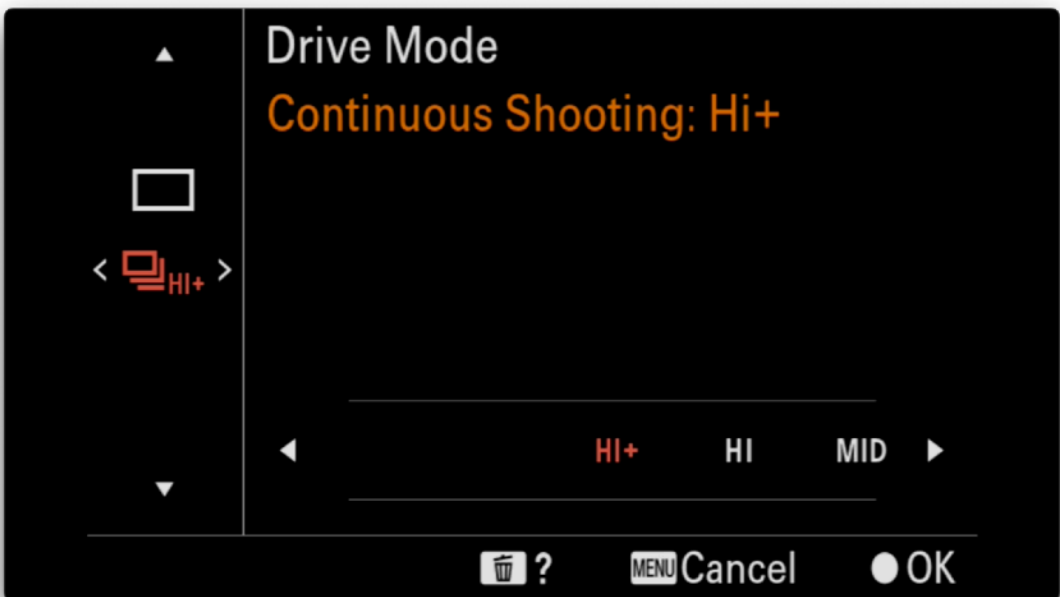 Drive Mode
Continuous Shooting: Hi+
HI+
HI+ HI MID
? MENU Cancel OK